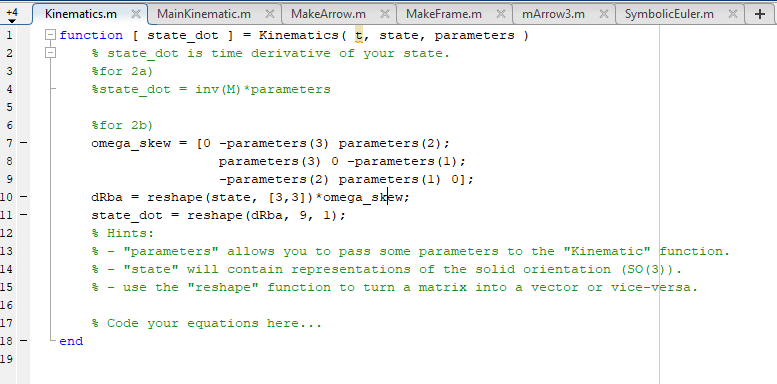 +4 Kinematics.m × MainKinematic.m × MakeArrow.m × MakeFrame.m × mArrow3.m × SymbolicEuler.m × +
1 function [ state_dot ] = Kinematics( t, state, parameters )
2 % state_dot is time derivative of your state.
3 %for 2a)
4 %state_dot = inv(M)*parameters
5
6 %for 2b)
7 – omega_skew = [0 -parameters(3) parameters(2);
8 parameters(3) 0 -parameters(1);
9 -parameters(2) parameters(1) 0];
10 – dRba = reshape(state, [3,3])*omega_skew;
11 – state_dot = reshape(dRba, 9, 1);
12 % Hints:
13 % - "parameters" allows you to pass some parameters to the "Kinematic" function.
14 % - "state" will contain representations of the solid orientation (SO(3)).
15 % - use the "reshape" function to turn a matrix into a vector or vice-versa.
16
17 % Code your equations here...
18 – end
19